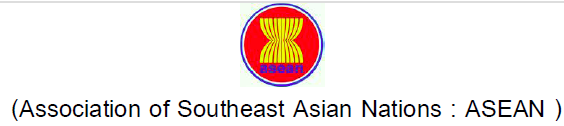 asean
(Association of Southeast Asian Nations : ASEAN )